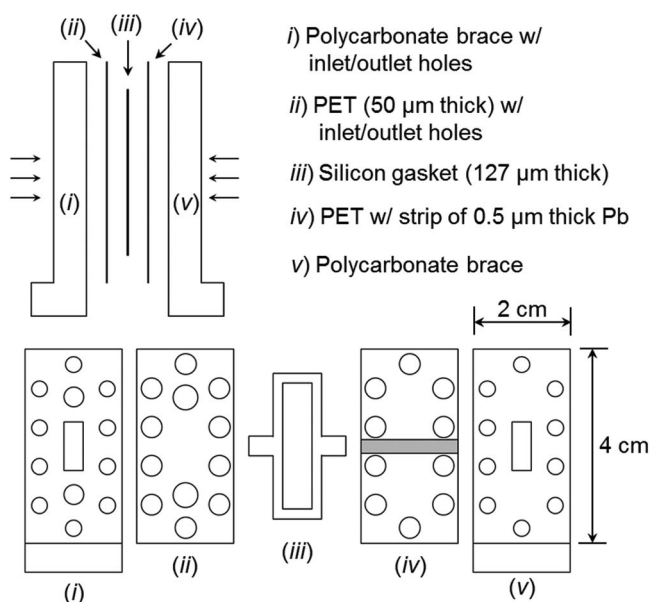 (iii)
(ii)
(iv)
(i)
(v)
i) Polycarbonate brace w/
inlet/outlet holes
ii) PET (50 µm thick) w/
inlet/outlet holes
iii) Silicon gasket (127 µm thick)
iv) PET w/ strip of 0.5 µm thick Pb
v) Polycarbonate brace
2 cm
4 cm
(i)
(ii)
(iii)
(iv)
(v)